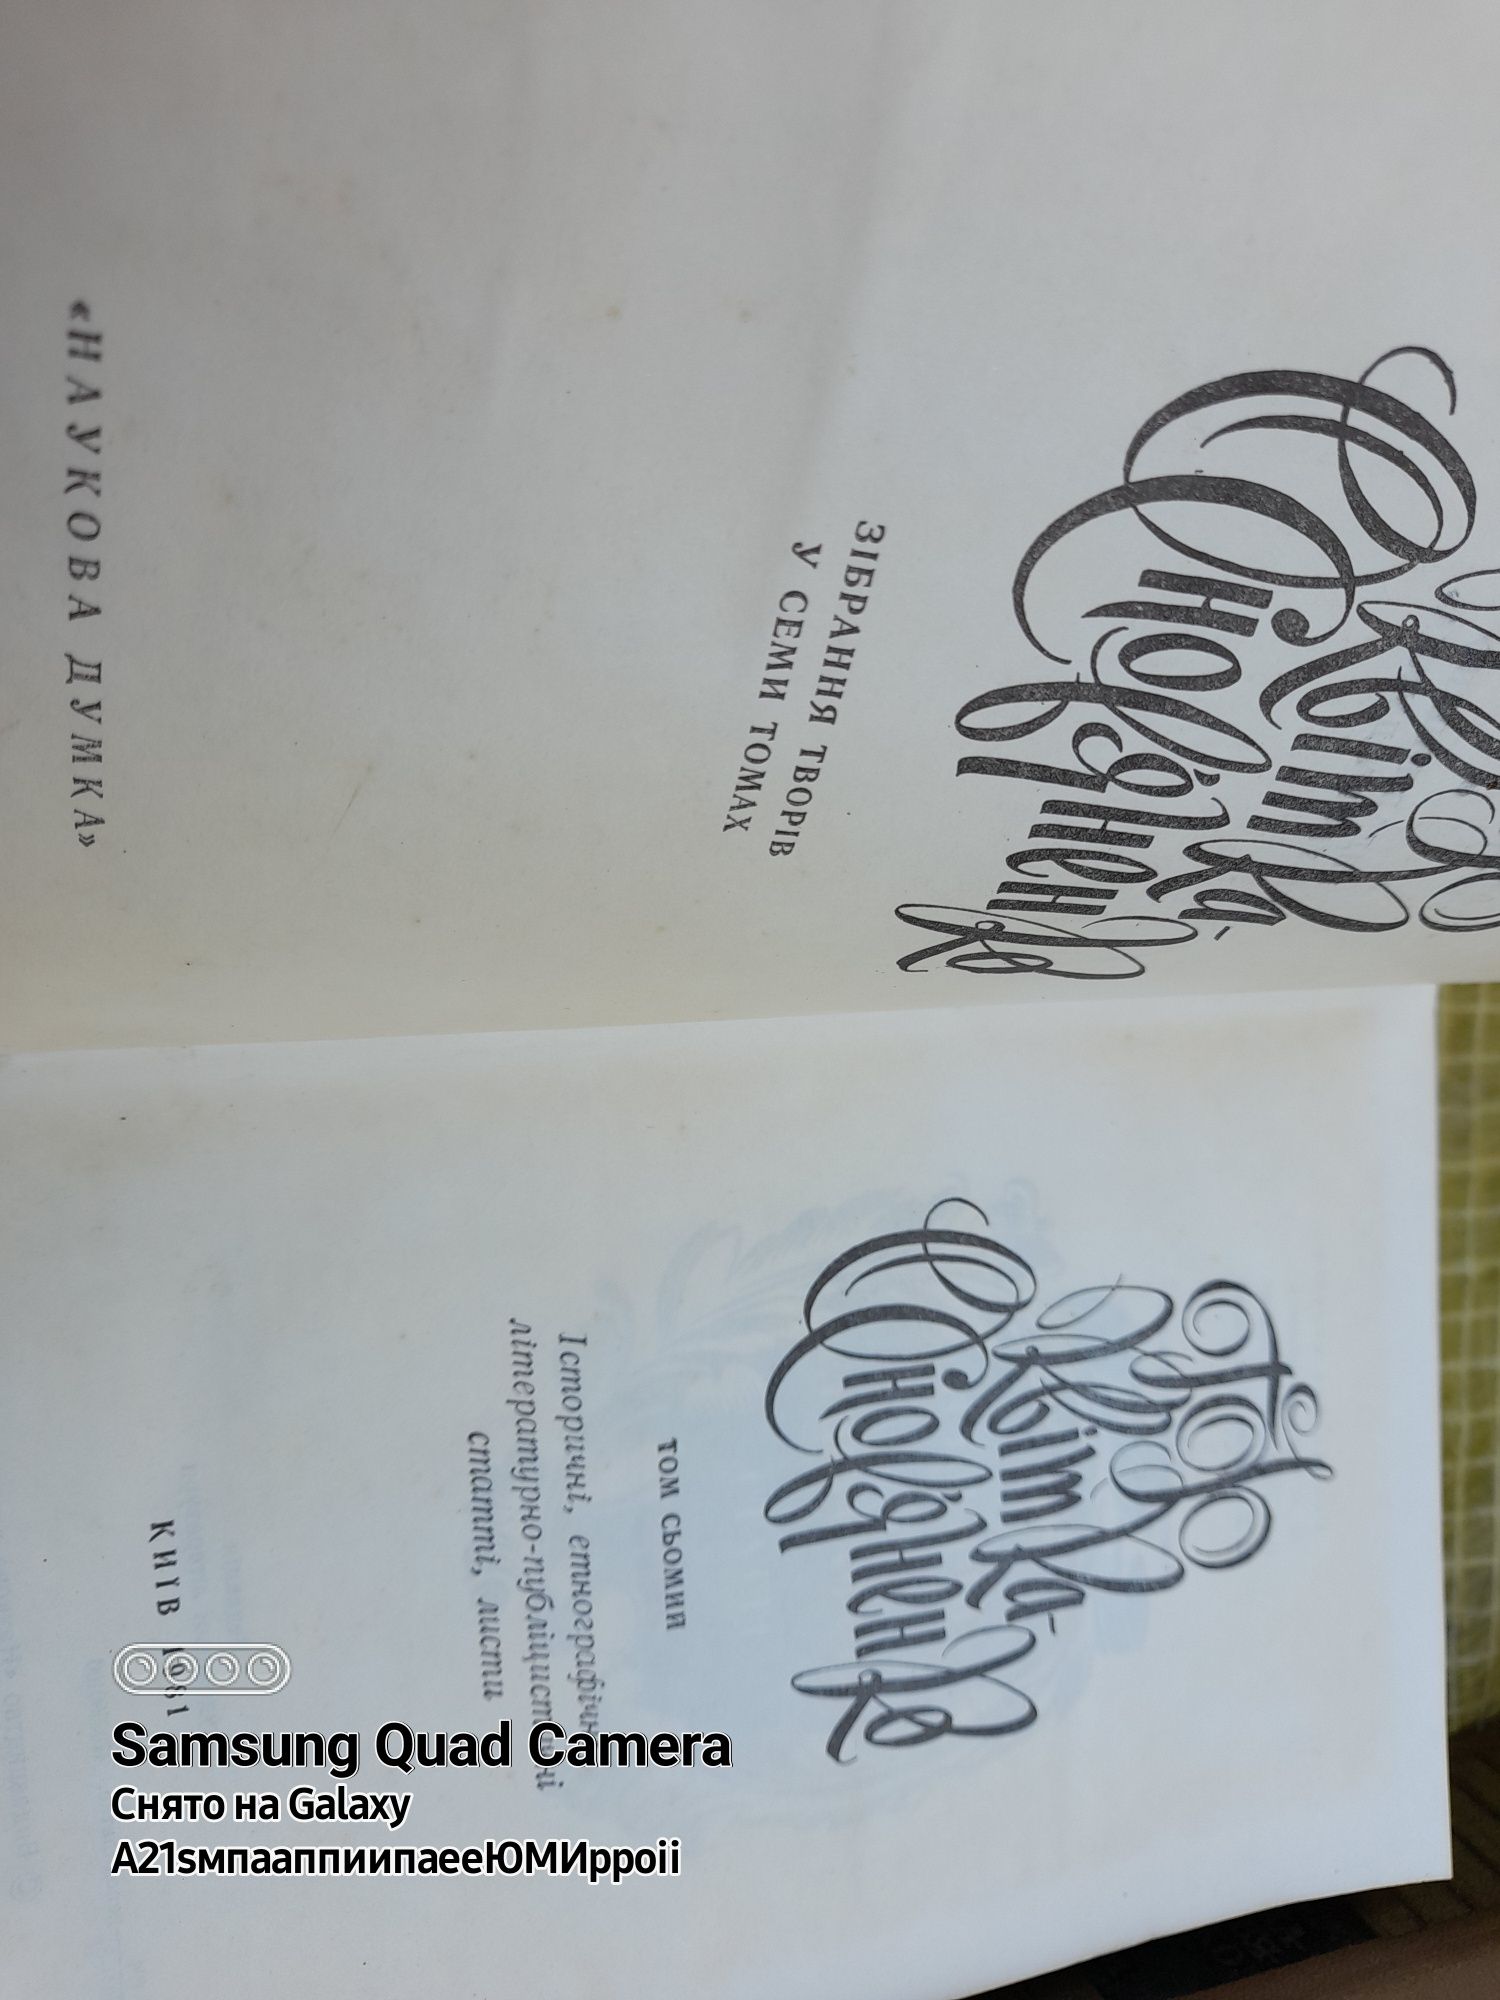 Квітка-
Основ'яненко
ЗІБРАННЯ ТВОРІВ
У СЕМИ ТОМАХ
«НАУКОВА ДУМКА»
Квітка-
Основ'яненко
ТОМ СЬОМИЙ
Історичні, етнографічні,
літературно-публіцистичні
статті, листи
КИЇВ 1981
Samsung Quad Camera
Снято на Galaxy
A21sмпааппиипаееЮМИрроіі